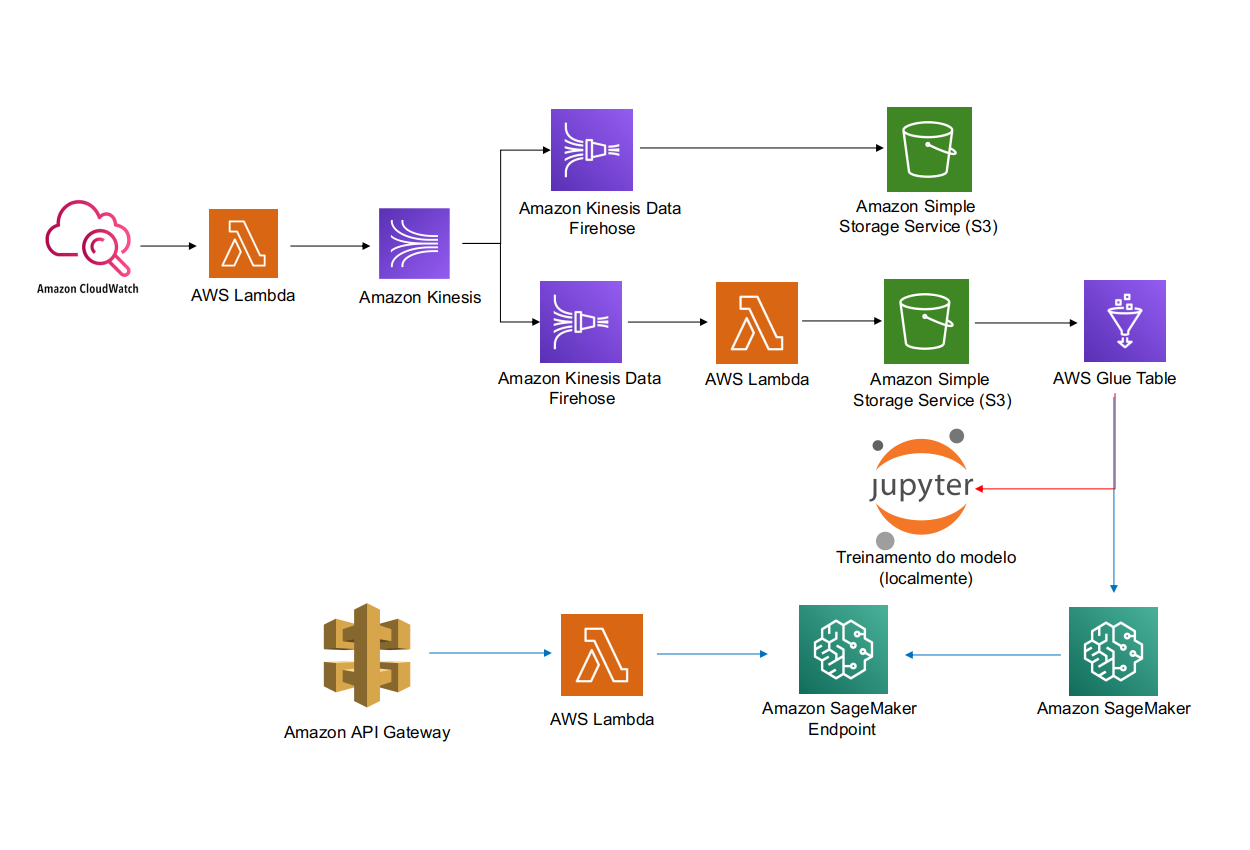 Amazon CloudWatch
AWS Lambda
Amazon Kinesis
Amazon Kinesis Data
Firehose
Amazon Simple
Storage Service (S3)
Amazon Kinesis Data
Firehose
AWS Lambda
Amazon Simple
Storage Service (S3)
AWS Glue Table
jupyter
Treinamento do modelo
(localmente)
Amazon API Gateway
AWS Lambda
Amazon SageMaker
Endpoint
Amazon SageMaker